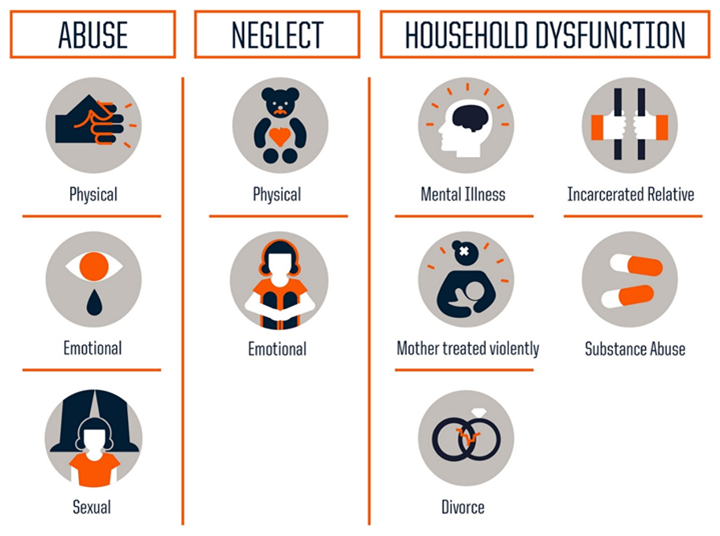 ABUSE
NEGLECT
HOUSEHOLD DYSFUNCTION
Physical
Physical
Mental Illness
Incarcerated Relative
Emotional
Emotional
Mother treated violently
Substance Abuse
Sexual
Divorce